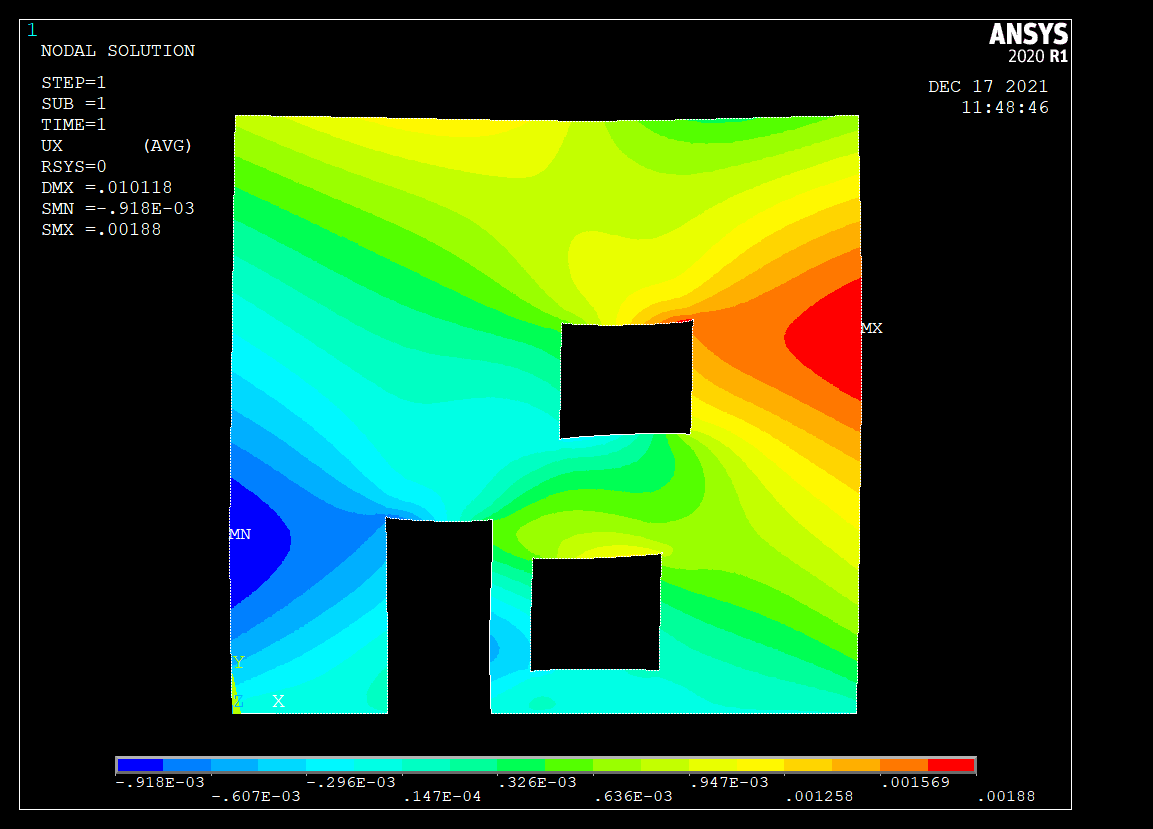 1
NODAL SOLUTION
STEP=1
SUB =1
TIME=1
UX (AVG)
RSYS=0
DMX =.010118
SMN =-.918E-03
SMX =.00188
ANSYS
2020 R1
DEC 17 2021
11:48:46
MX
MN
Y
Z X
-.918E-03 -.296E-03 .326E-03 .947E-03 .001569
-.607E-03 .147E-04 .636E-03 .001258 .00188